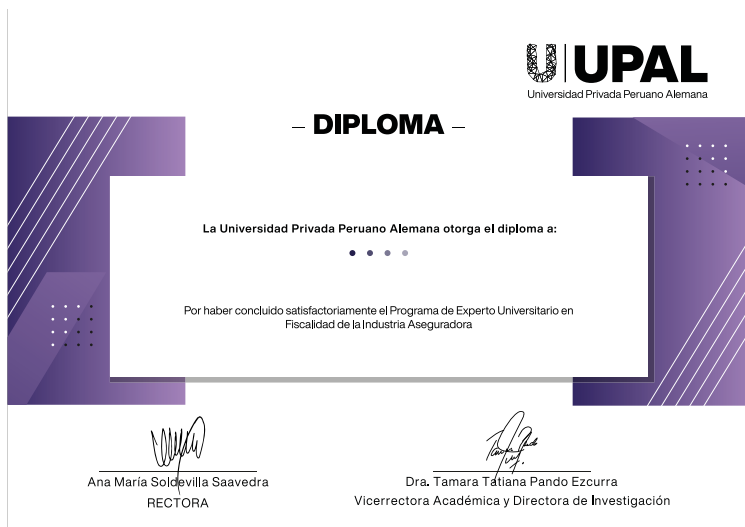 UPAL
Universidad Privada Peruano Alemana
– DIPLOMA –
La Universidad Privada Peruano Alemana otorga el diploma a:
Por haber concluido satisfactoriamente el Programa de Experto Universitario en
Fiscalidad de la Industria Aseguradora
Ana María Soldevilla Saavedra
RECTORA
Dra. Tamara Tatiana Pando Ezcurra
Vicerrectora Académica y Directora de Investigación